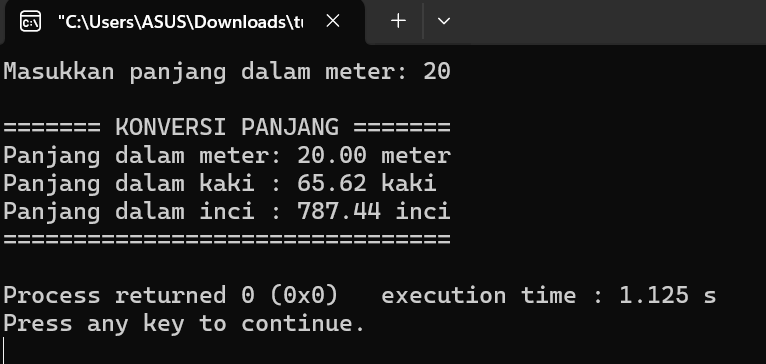 "C:\Users\ASUS\Downloads\tu
Masukkan panjang dalam meter: 20
======= KONVERSI PANJANG =======
Panjang dalam meter: 20.00 meter
Panjang dalam kaki : 65.62 kaki
Panjang dalam inci : 787.44 inci
================================
Process returned 0 (0x0)   execution time : 1.125 s
Press any key to continue.